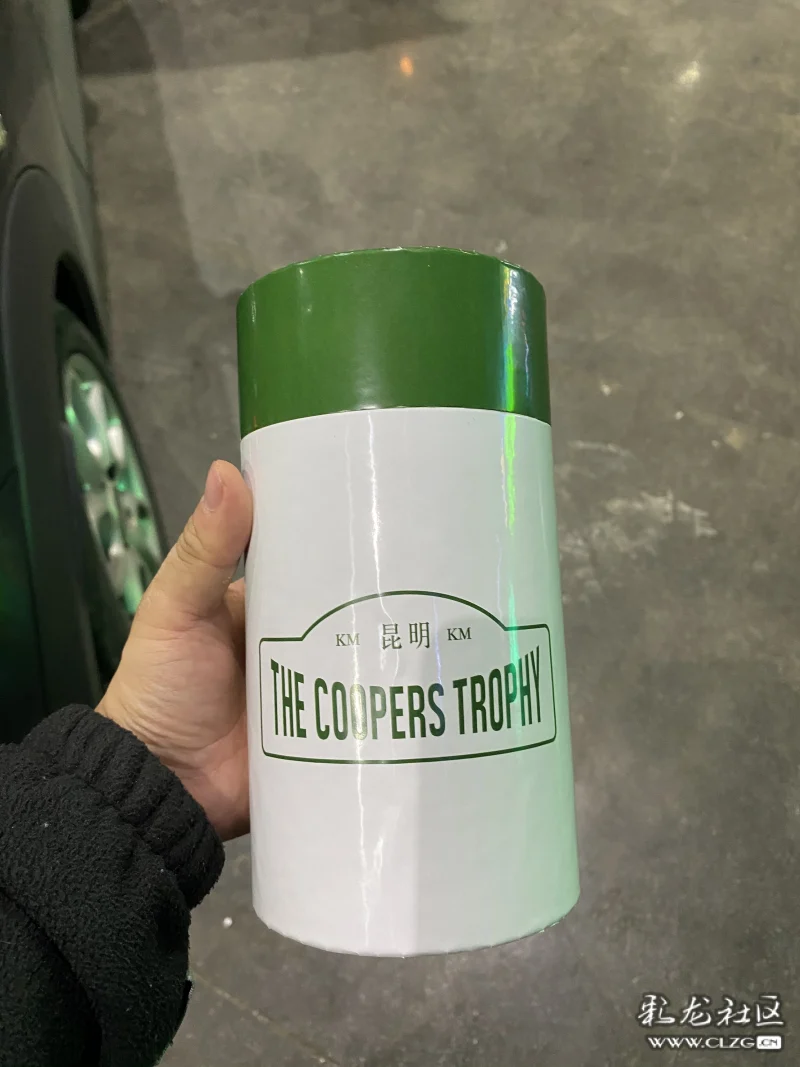 KM 昆明 KM
THE COOPERS TROPHY
彩龙社区
WWW.CLZG.CN